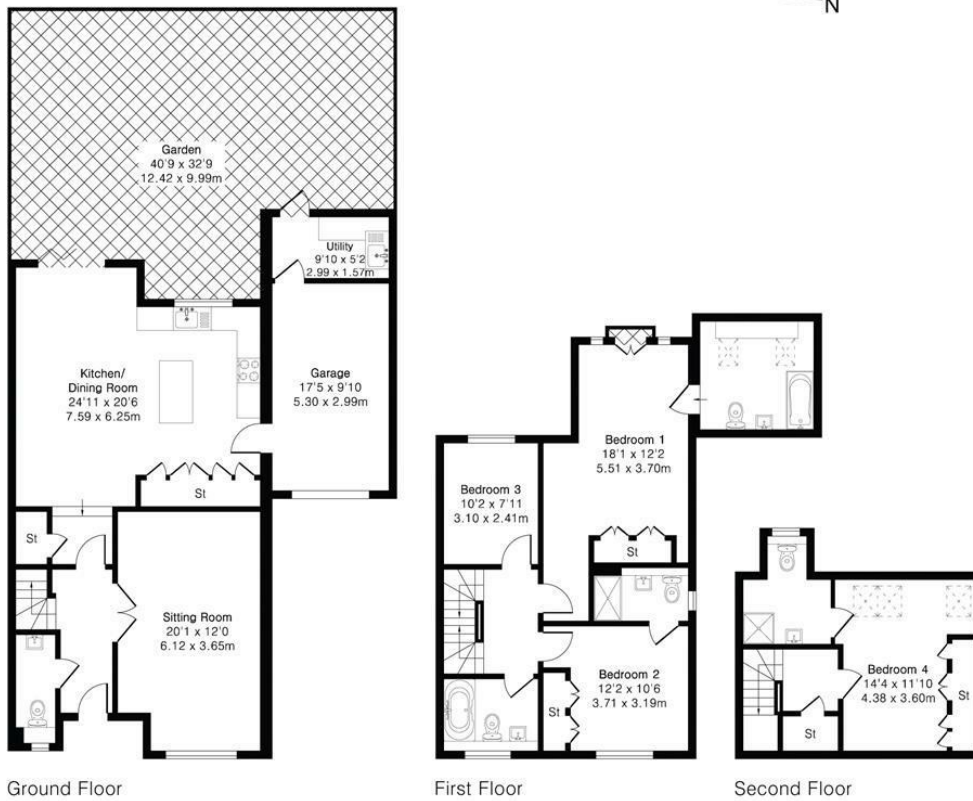 N
Garden
40'9 x 32'9
12.42 x 9.99m
Utility
9'10 x 5'2
2.99 x 1.57m
Kitchen/
Dining Room
24'11 x 20'6
7.59 x 6.25m
Garage
17'5 x 9'10
5.30 x 2.99m
St
St
Sitting Room
20'1 x 12'0
6.12 x 3.65m
Ground Floor
Bedroom 1
18'1 x 12'2
5.51 x 3.70m
Bedroom 3
10'2 x 7'11
3.10 x 2.41m
St
Bedroom 2
12'2 x 10'6
3.71 x 3.19m
St
First Floor
Bedroom 4
14'4 x 11'10
4.38 x 3.60m
St
St
Second Floor